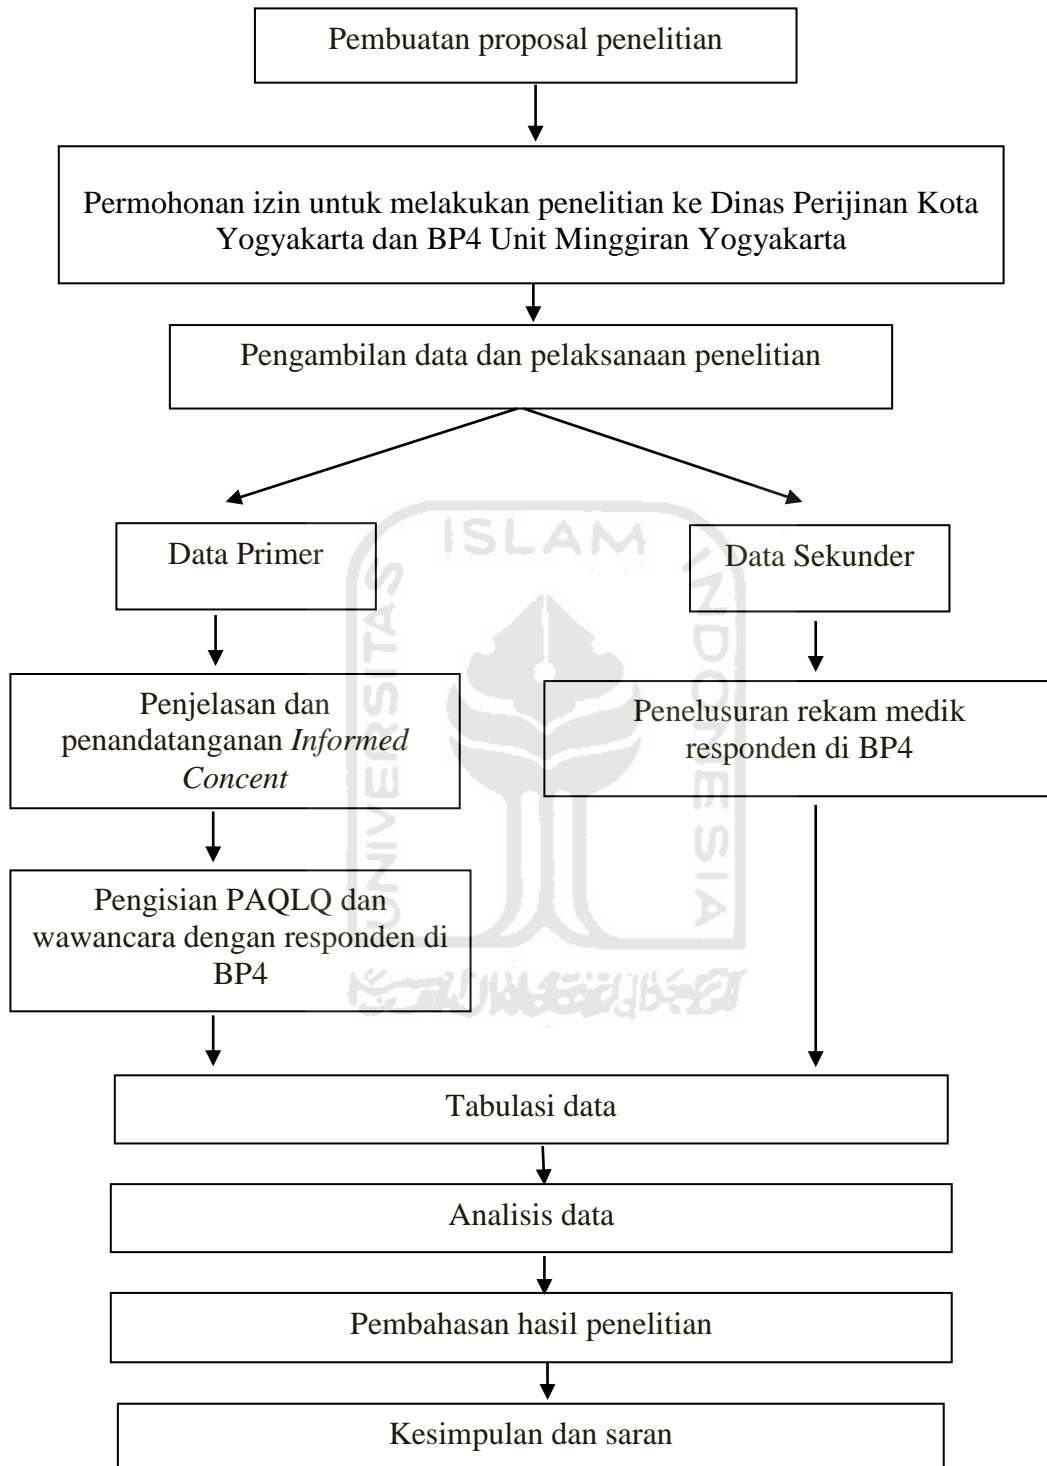 Pembuatan proposal penelitian
Permohonan izin untuk melakukan penelitian ke Dinas Perijinan Kota
Yogyakarta dan BP4 Unit Minggiran Yogyakarta
Pengambilan data dan pelaksanaan penelitian
Data Primer
Data Sekunder
Penjelasan dan
penandatanganan Informed
Concent
Penelusuran rekam medik
responden di BP4
Pengisian PAQLQ dan
wawancara dengan responden di
BP4
Tabulasi data
Analisis data
Pembahasan hasil penelitian
Kesimpulan dan saran
UNIVERSITAS
ISLAM
INDONESIA